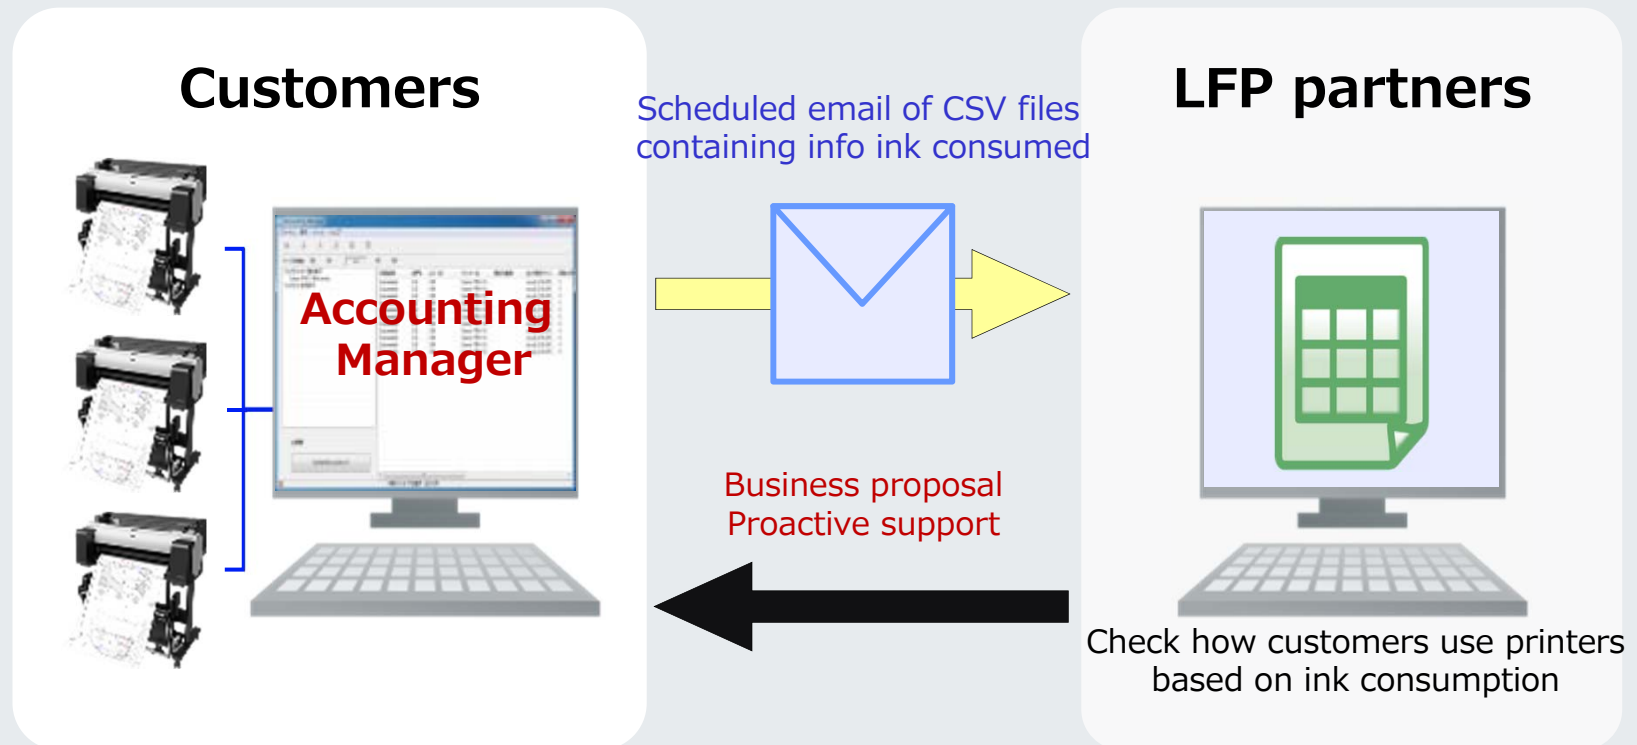 Customers
Scheduled email of CSV files
containing info ink consumed
LFP partners
Accounting
Manager
Business proposal
Proactive support
Check how customers use printers
based on ink consumption